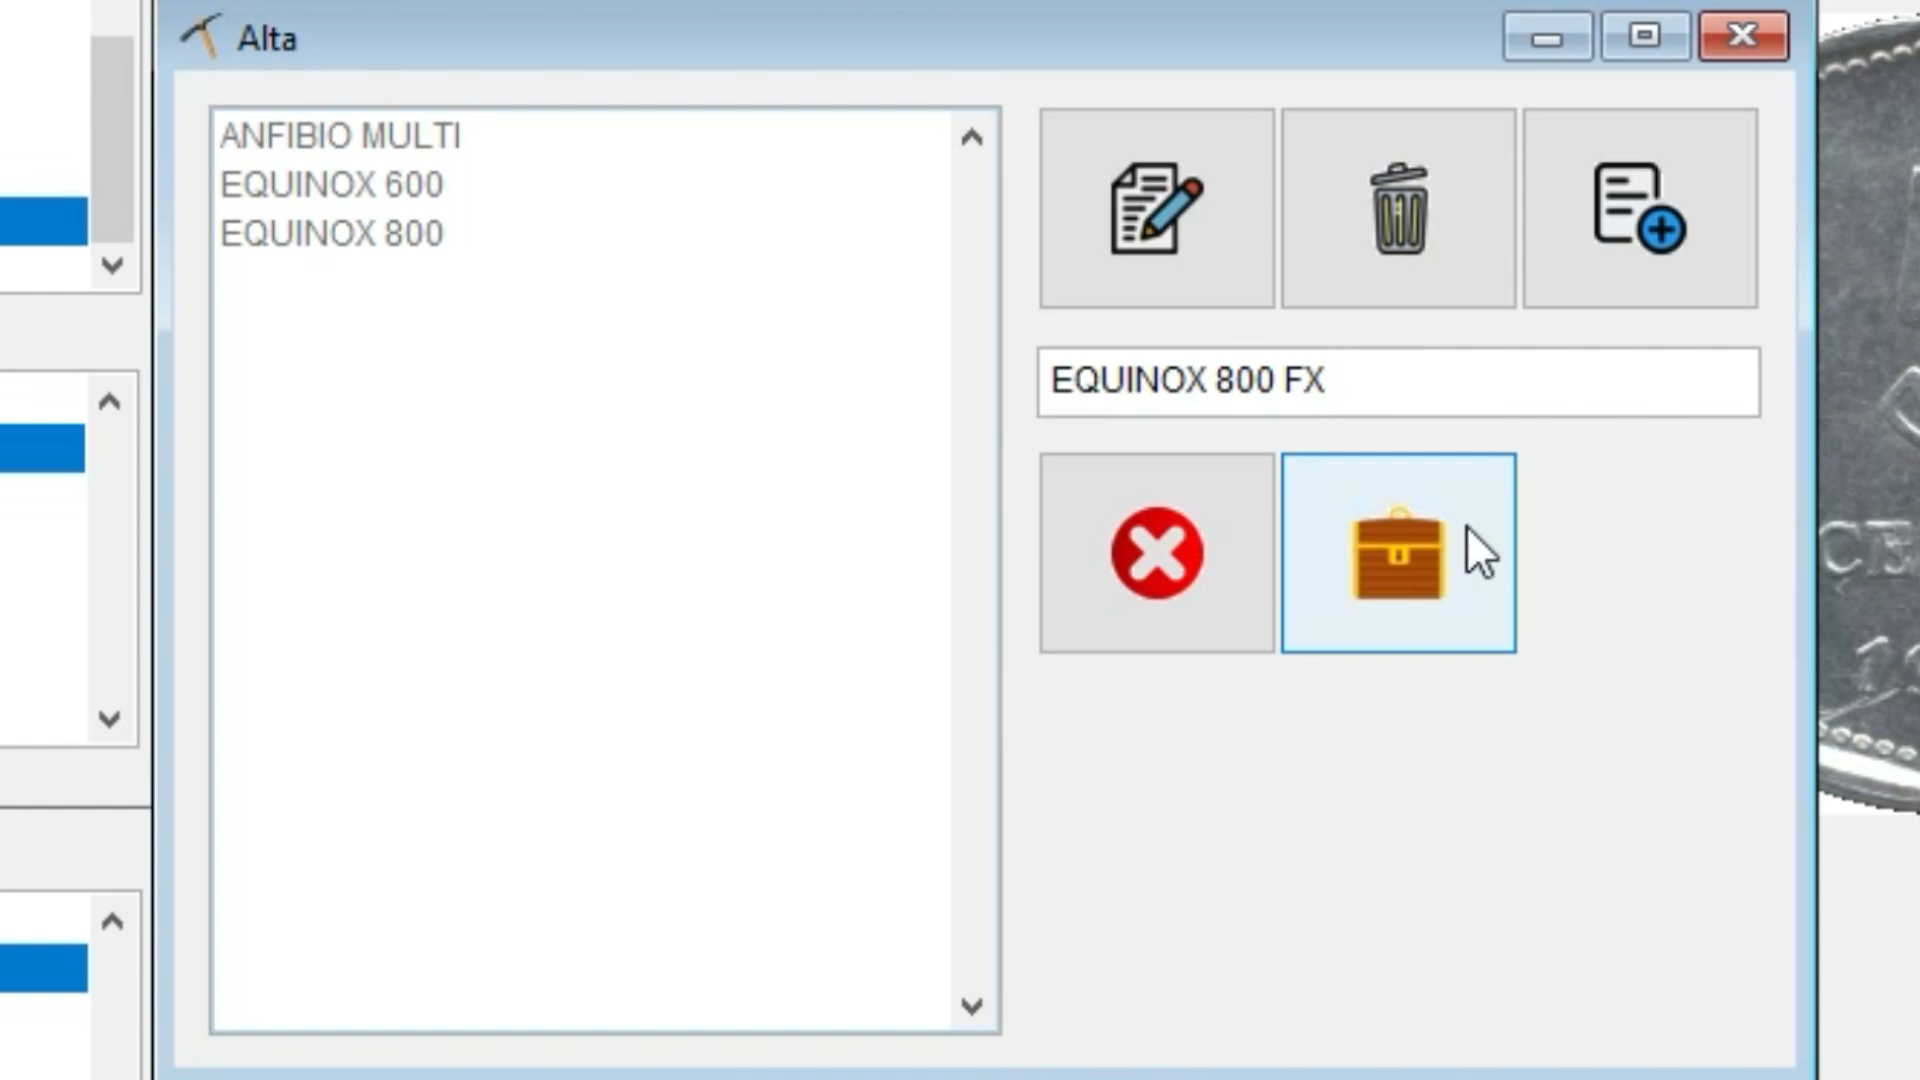 Alta
ANFIBIO MULTI
EQUINOX 600
EQUINOX 800
EQUINOX 800 FX